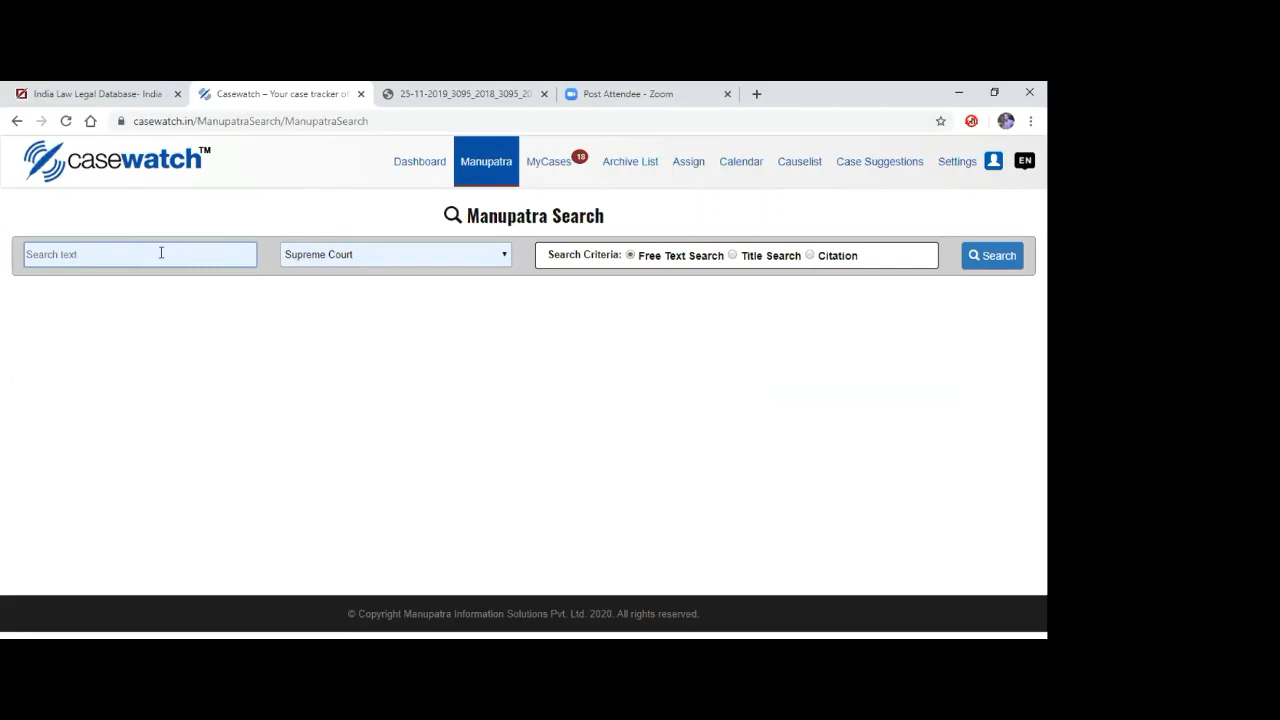 India Law Legal Database- India
Casewatch – Your case tracker of
25-11-2019_3095_2018_3095_20
Post Attendee - Zoom
casewatch.in/ManupatraSearch/ManupatraSearch
casewatch™
Dashboard
Manupatra
MyCases 18
Archive List
Assign
Calendar
Causelist
Case Suggestions
Settings
EN
Manupatra Search
Search text
Supreme Court
Search Criteria: Free Text Search Title Search Citation
Search
© Copyright Manupatra Information Solutions Pvt. Ltd. 2020. All rights reserved.